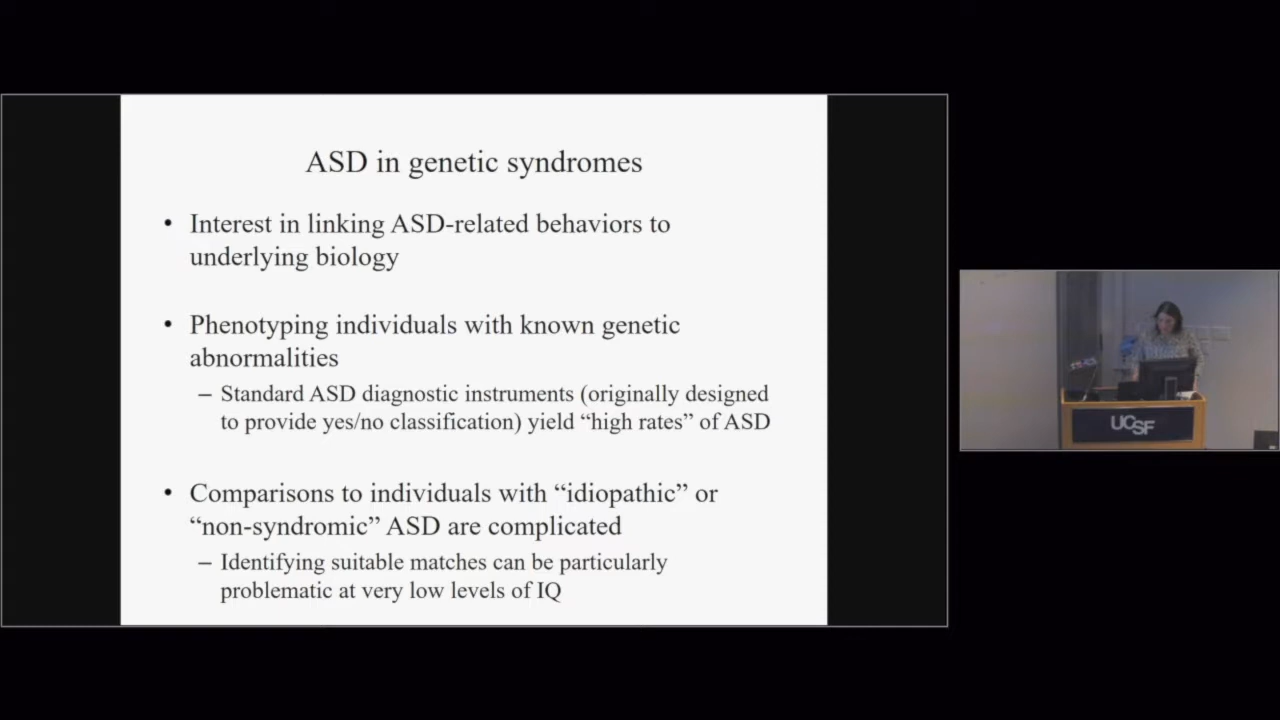 ASD in genetic syndromes
• Interest in linking ASD-related behaviors to
underlying biology
• Phenotyping individuals with known genetic
abnormalities
– Standard ASD diagnostic instruments (originally designed
to provide yes/no classification) yield “high rates” of ASD
• Comparisons to individuals with “idiopathic” or
“non-syndromic” ASD are complicated
– Identifying suitable matches can be particularly
problematic at very low levels of IQ
UCSF